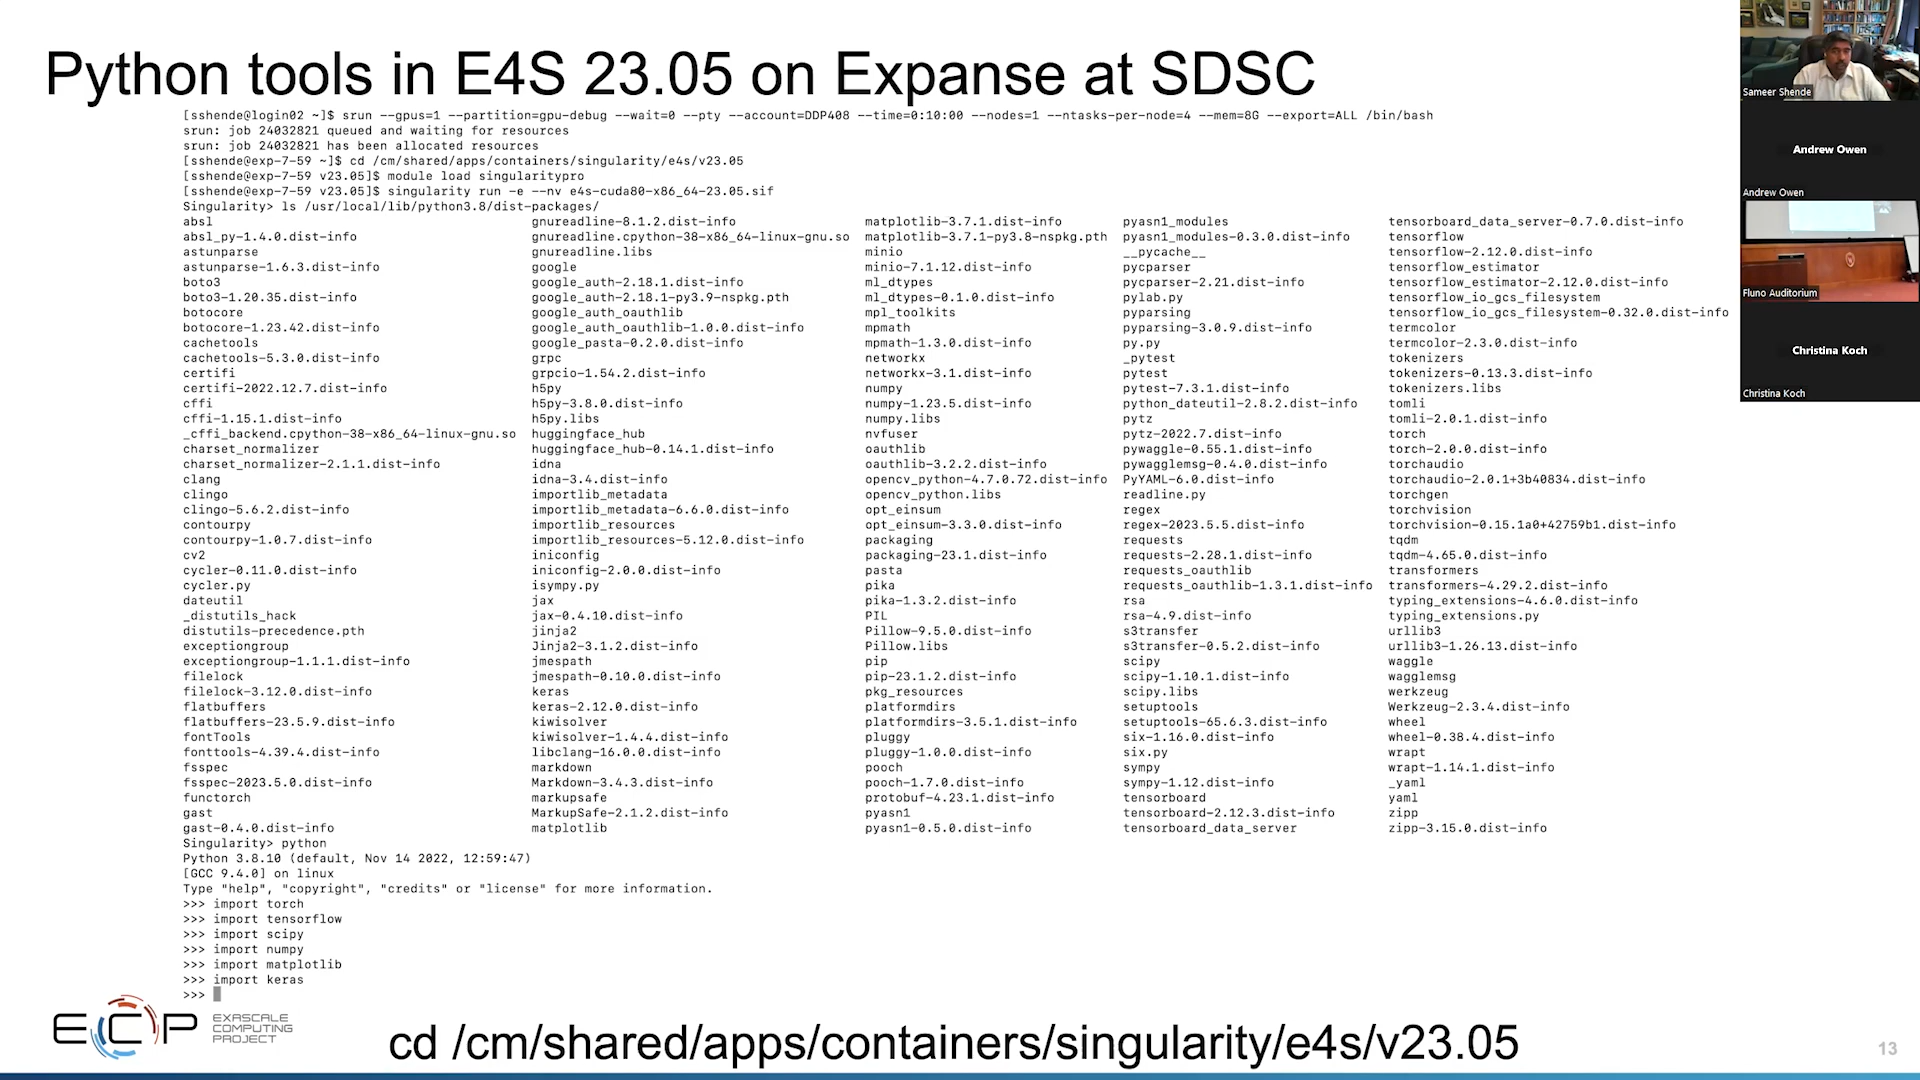 Python tools in E4S 23.05 on Expanse at SDSC
[sshende@login02 ~]$ srun --gpus=1 --partition=gpu-debug --wait=0 --pty --account=DDP408 --time=0:10:00 --nodes=1 --ntasks-per-node=4 --mem=8G --export=ALL /bin/bash
srun: job 24032821 queued and waiting for resources
srun: job 24032821 has been allocated resources
[sshende@exp-7-59 ~]$ cd /cm/shared/apps/containers/singularity/e4s/v23.05
[sshende@exp-7-59 v23.05]$ module load singularitypro
[sshende@exp-7-59 v23.05]$ singularity run -e --nv e4s-cuda80-x86_64-23.05.sif
Singularity> ls /usr/local/lib/python3.8/dist-packages/
absl gnureadline-8.1.2.dist-info matplotlib-3.7.1.dist-info pyasn1_modules tensorboard_data_server-0.7.0.dist-info
absl_py-1.4.0.dist-info gnureadline.cpython-38-x86_64-linux-gnu.so matplotlib-3.7.1-py3.8-nspkg.pth pyasn1_modules-0.3.0.dist-info tensorflow
astunparse gnureadline.libs minio __pycache__ tensorflow-2.12.0.dist-info
astunparse-1.6.3.dist-info google minio-7.1.12.dist-info pycparser tensorflow_estimator
boto3 google_auth-2.18.1.dist-info ml_dtypes pycparser-2.21.dist-info tensorflow_estimator-2.12.0.dist-info
boto3-1.20.35.dist-info google_auth-2.18.1-py3.9-nspkg.pth ml_dtypes-0.1.0.dist-info pylab.py tensorflow_io_gcs_filesystem
botocore google_auth_oauthlib mpl_toolkits pyparsing tensorflow_io_gcs_filesystem-0.32.0.dist-info
botocore-1.23.42.dist-info google_auth_oauthlib-1.0.0.dist-info mpmath pyparsing-3.0.9.dist-info termcolor
cachetools google_pasta-0.2.0.dist-info mpmath-1.3.0.dist-info py.py termcolor-2.3.0.dist-info
cachetools-5.3.0.dist-info grpc networkx _pytest tokenizers
certifi grpcio-1.54.2.dist-info networkx-3.1.dist-info pytest tokenizers-0.13.3.dist-info
certifi-2022.12.7.dist-info h5py numpy pytest-7.3.1.dist-info tokenizers.libs
cffi h5py-3.8.0.dist-info numpy-1.23.5.dist-info python_dateutil-2.8.2.dist-info tomli
cffi-1.15.1.dist-info h5py.libs numpy.libs pytz tomli-2.0.1.dist-info
_cffi_backend.cpython-38-x86_64-linux-gnu.so huggingface_hub nvfuser pytz-2022.7.dist-info torch
charset_normalizer huggingface_hub-0.14.1.dist-info oauthlib pywaggle-0.55.1.dist-info torch-2.0.0.dist-info
charset_normalizer-2.1.1.dist-info idna oauthlib-3.2.2.dist-info pywagglemsg-0.4.0.dist-info torchaudio
clang idna-3.4.dist-info opencv_python-4.7.0.72.dist-info PyYAML-6.0.dist-info torchaudio-2.0.1+3b40834.dist-info
clingo importlib_metadata opencv_python.libs readline.py torchgen
clingo-5.6.2.dist-info importlib_metadata-6.6.0.dist-info opt_einsum regex torchvision
contourpy importlib_resources opt_einsum-3.3.0.dist-info regex-2023.5.5.dist-info torchvision-0.15.1a0+42759b1.dist-info
contourpy-1.0.7.dist-info importlib_resources-5.12.0.dist-info packaging requests tqdm
cv2 iniconfig packaging-23.1.dist-info requests-2.28.1.dist-info tqdm-4.65.0.dist-info
cycler-0.11.0.dist-info iniconfig-2.0.0.dist-info pasta requests_oauthlib transformers
cycler.py isympy.py pika requests_oauthlib-1.3.1.dist-info transformers-4.29.2.dist-info
dateutil jax pika-1.3.2.dist-info rsa typing_extensions-4.6.0.dist-info
_distutils_hack jax-0.4.10.dist-info PIL rsa-4.9.dist-info typing_extensions.py
distutils-precedence.pth jinja2 Pillow-9.5.0.dist-info s3transfer urllib3
exceptiongroup Jinja2-3.1.2.dist-info Pillow.libs s3transfer-0.5.2.dist-info urllib3-1.26.13.dist-info
exceptiongroup-1.1.1.dist-info jmespath pip scipy waggle
filelock jmespath-0.10.0.dist-info pip-23.1.2.dist-info scipy-1.10.1.dist-info wagglemsg
filelock-3.12.0.dist-info keras pkg_resources scipy.libs werkzeug
flatbuffers keras-2.12.0.dist-info platformdirs setuptools Werkzeug-2.3.4.dist-info
flatbuffers-23.5.9.dist-info kiwisolver platformdirs-3.5.1.dist-info setuptools-65.6.3.dist-info wheel
fontTools kiwisolver-1.4.4.dist-info pluggy six-1.16.0.dist-info wheel-0.38.4.dist-info
fonttools-4.39.4.dist-info libclang-16.0.0.dist-info pluggy-1.0.0.dist-info six.py wrapt
fsspec markdown pooch sympy wrapt-1.14.1.dist-info
fsspec-2023.5.0.dist-info Markdown-3.4.3.dist-info pooch-1.7.0.dist-info sympy-1.12.dist-info _yaml
functorch markupsafe protobuf-4.23.1.dist-info tensorboard yaml
gast MarkupSafe-2.1.2.dist-info pyasn1 tensorboard-2.12.3.dist-info zipp
gast-0.4.0.dist-info matplotlib pyasn1-0.5.0.dist-info tensorboard_data_server zipp-3.15.0.dist-info
Singularity> python
Python 3.8.10 (default, Nov 14 2022, 12:59:47)
[GCC 9.4.0] on linux
Type "help", "copyright", "credits" or "license" for more information.
>>> import torch
>>> import tensorflow
>>> import scipy
>>> import numpy
>>> import matplotlib
>>> import keras
>>>
ECP
EXASCALE
COMPUTING
PROJECT
cd /cm/shared/apps/containers/singularity/e4s/v23.05
13
Sameer Shende
Andrew Owen
Andrew Owen
Fluno Auditorium
Christina Koch
Christina Koch